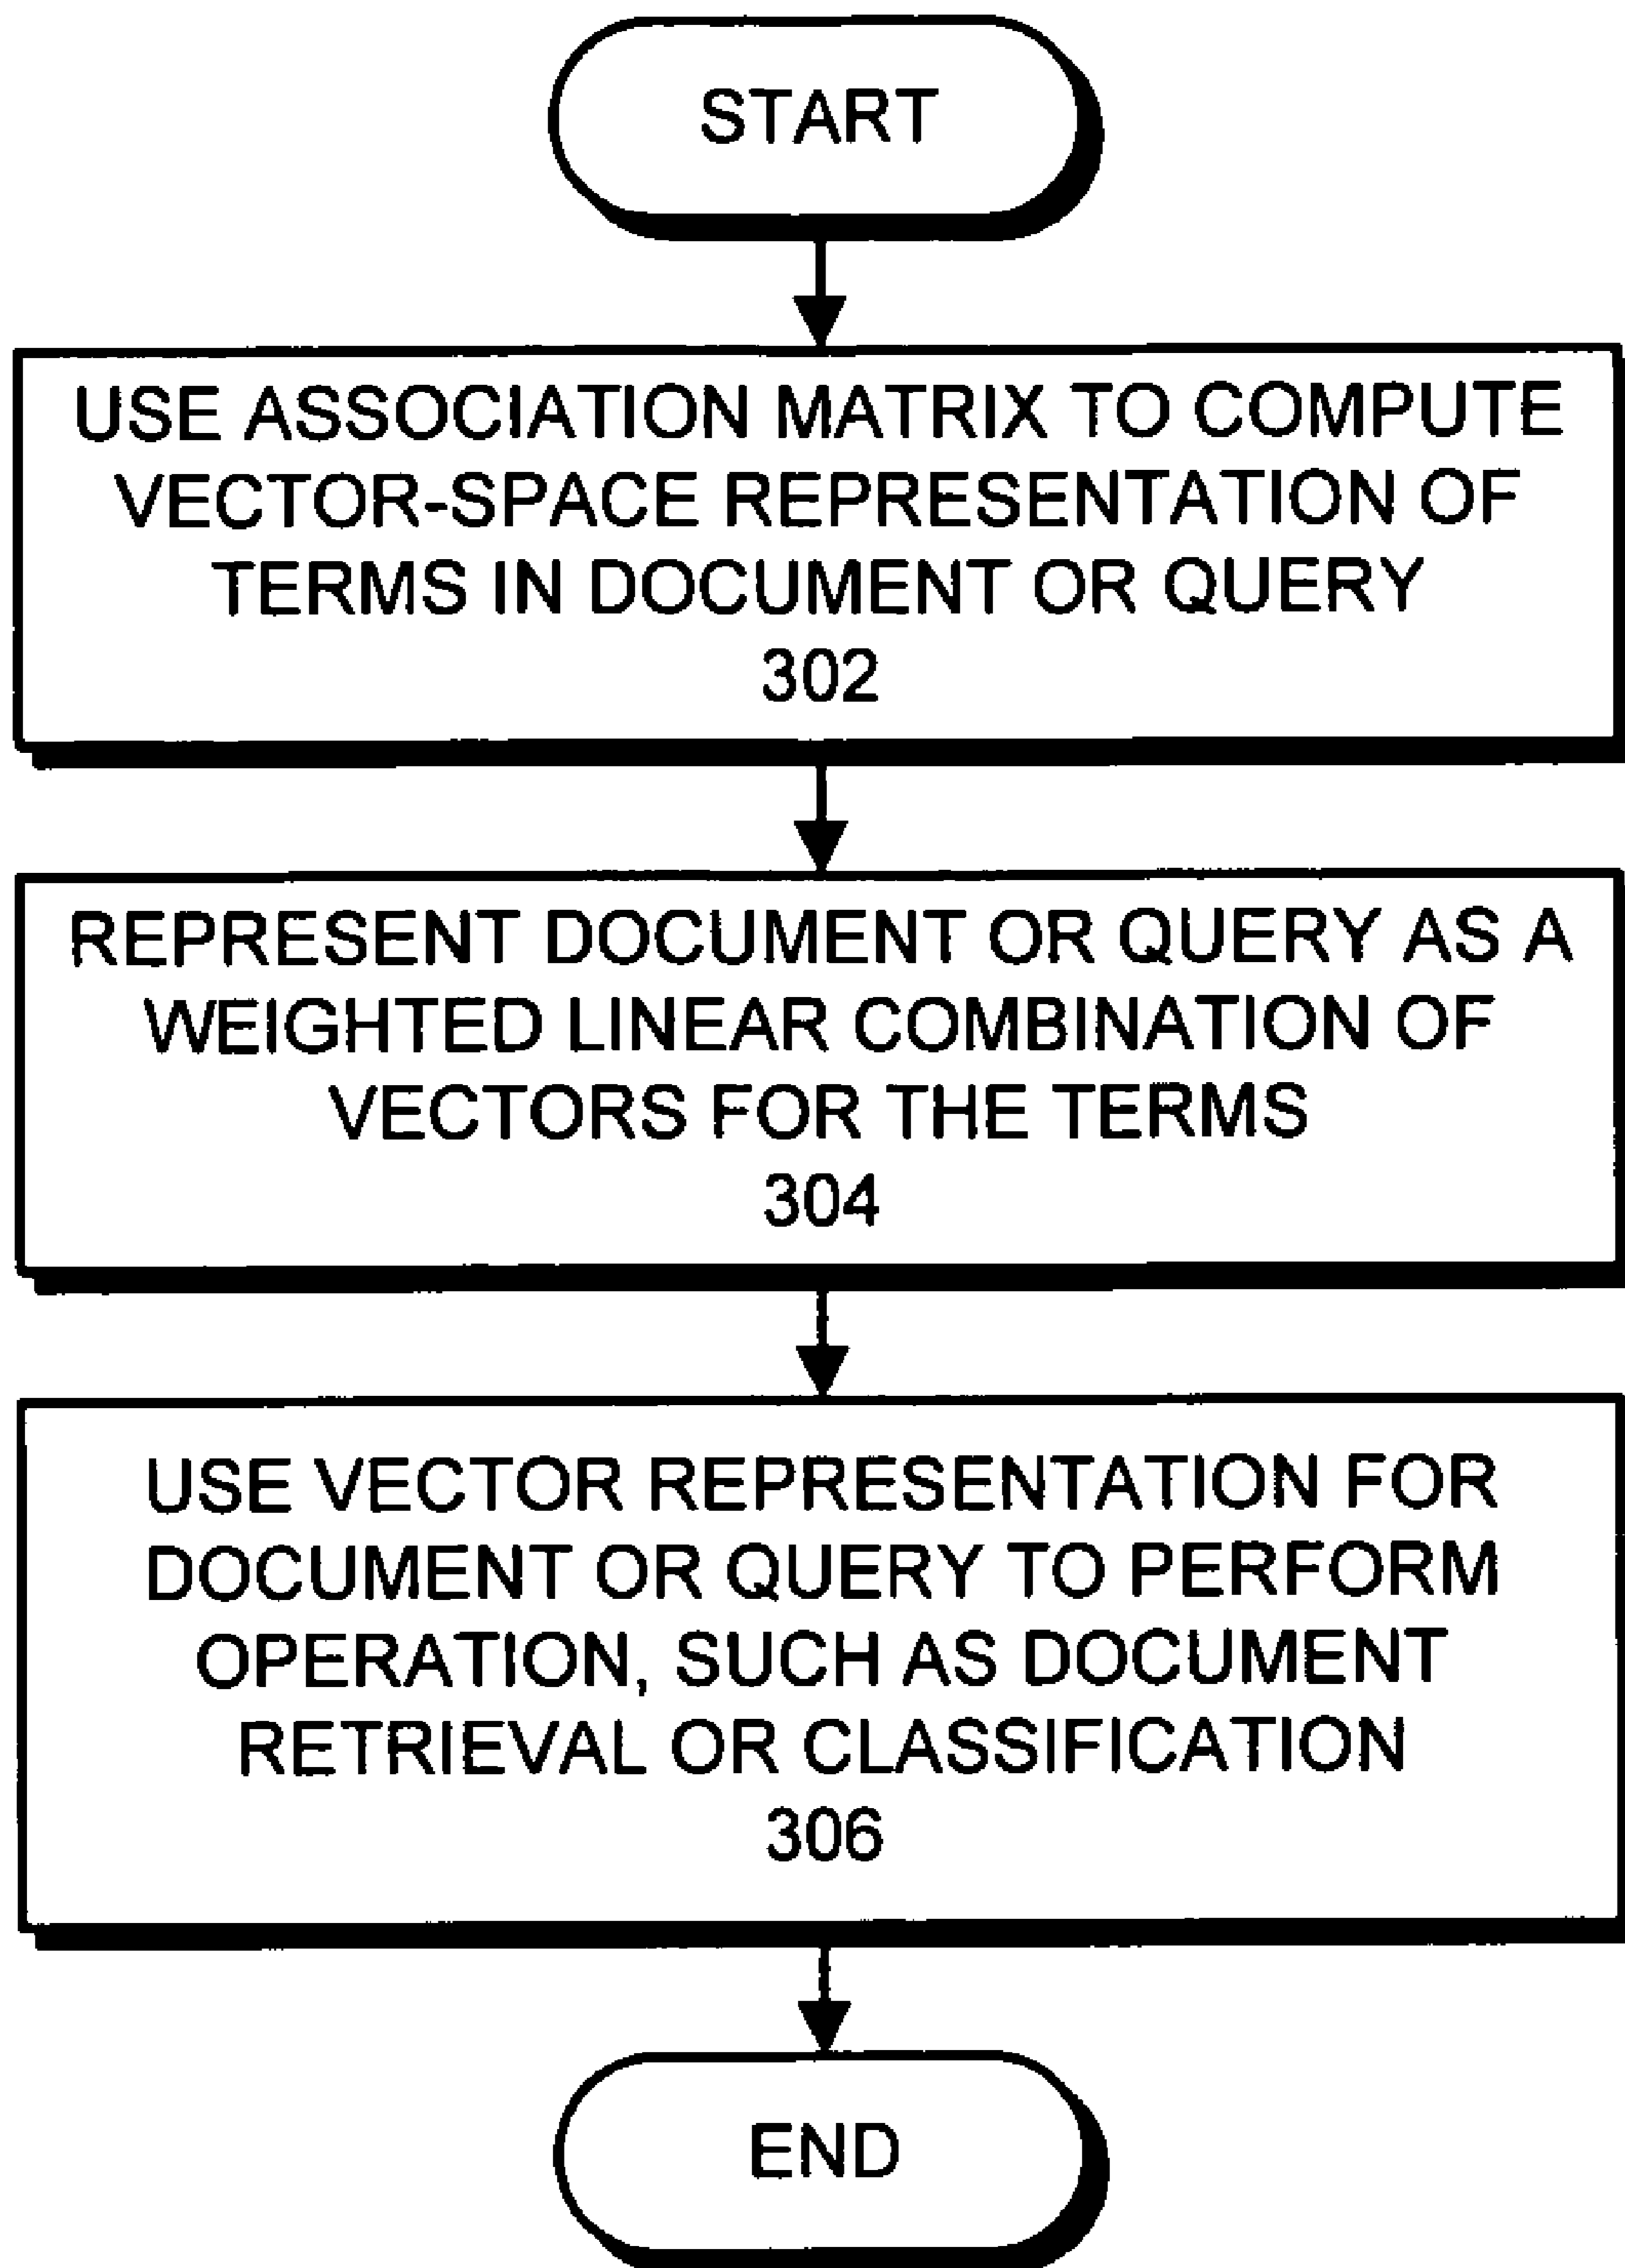 START
USE ASSOCIATION MATRIX TO COMPUTE
VECTOR-SPACE REPRESENTATION OF
TERMS IN DOCUMENT OR QUERY
302
REPRESENT DOCUMENT OR QUERY AS A
WEIGHTED LINEAR COMBINATION OF
VECTORS FOR THE TERMS
304
USE VECTOR REPRESENTATION FOR
DOCUMENT OR QUERY TO PERFORM
OPERATION, SUCH AS DOCUMENT
RETRIEVAL OR CLASSIFICATION
306
END